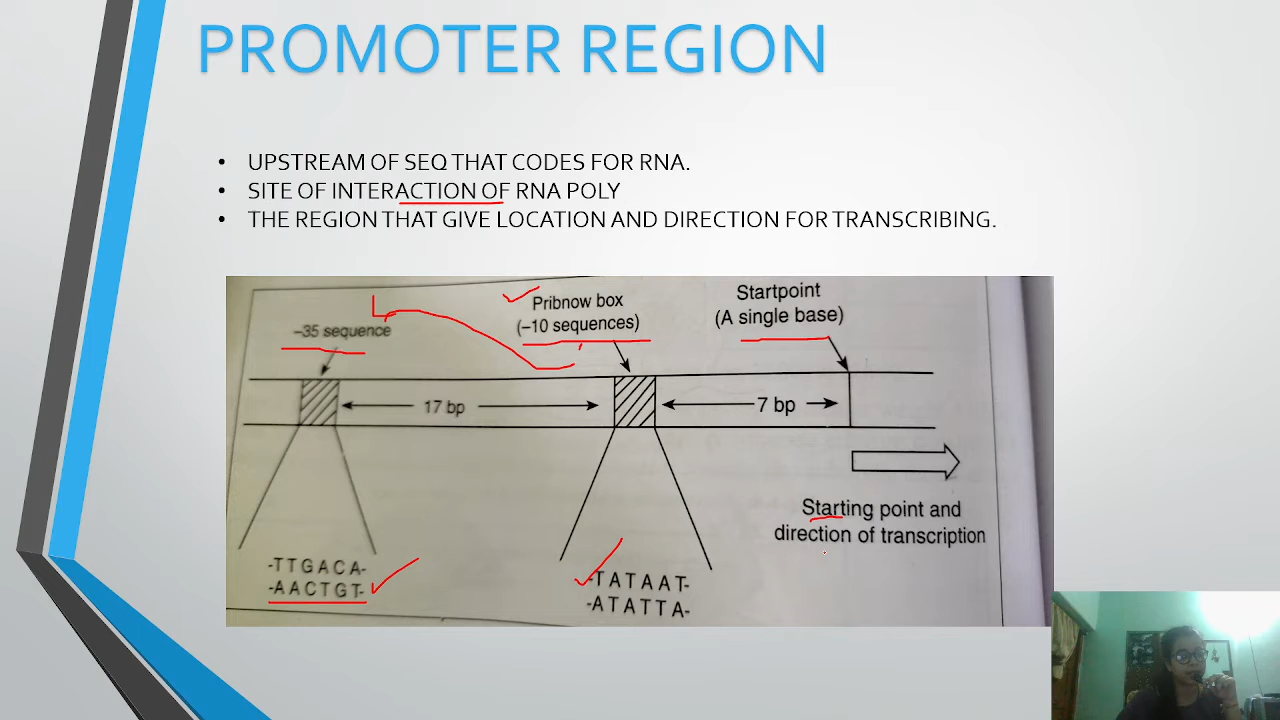 PROMOTER REGION
• UPSTREAM OF SEQ THAT CODES FOR RNA.
• SITE OF INTERACTION OF RNA POLY
• THE REGION THAT GIVE LOCATION AND DIRECTION FOR TRANSCRIBING.
-35 sequence
Pribnow box
(-10 sequences)
Startpoint
(A single base)
17 bp
7 bp
Starting point and
direction of transcription
-TTGACA-
-AACTGT-
-TATAAT-
-ATATTA-